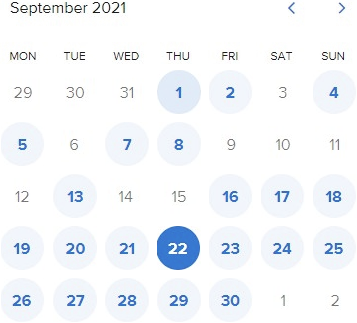 September 2021
MON TUE WED THU FRI SAT SUN
29 30 31 1 2 3 4
5 6 7 8 9 10 11
12 13 14 15 16 17 18
19 20 21 22 23 24 25
26 27 28 29 30 1 2